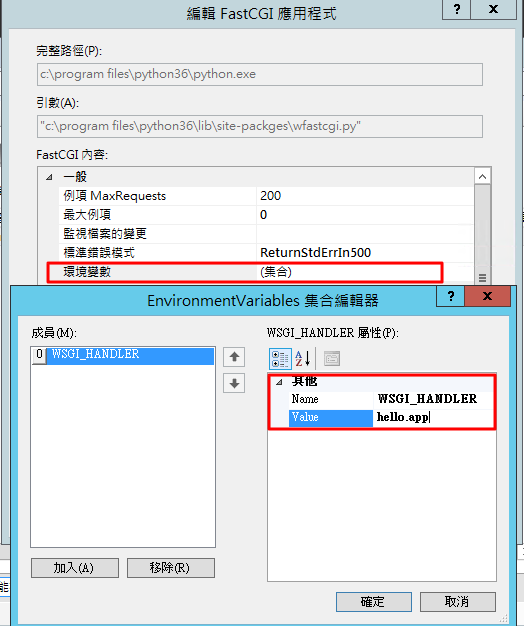 編輯 FastCGI 應用程式
?
x
完整路徑(P):
c:\program files\python36\python.exe
引數(A):
"c:\program files\python36\lib\site-packges\wfastcgi.py"
FastCGI 內容:
一般
例項 MaxRequests 200
最大例項 0
監視檔案的變更
標準錯誤模式 ReturnStdErrIn500
環境變數 (集合)
EnvironmentVariables 集合編輯器
?
x
成員(M):
0 WSGI_HANDLER
加入(A)
移除(R)
WSGI_HANDLER 屬性(P):
其他
Name WSGI_HANDLER
Value hello.app
確定
取消